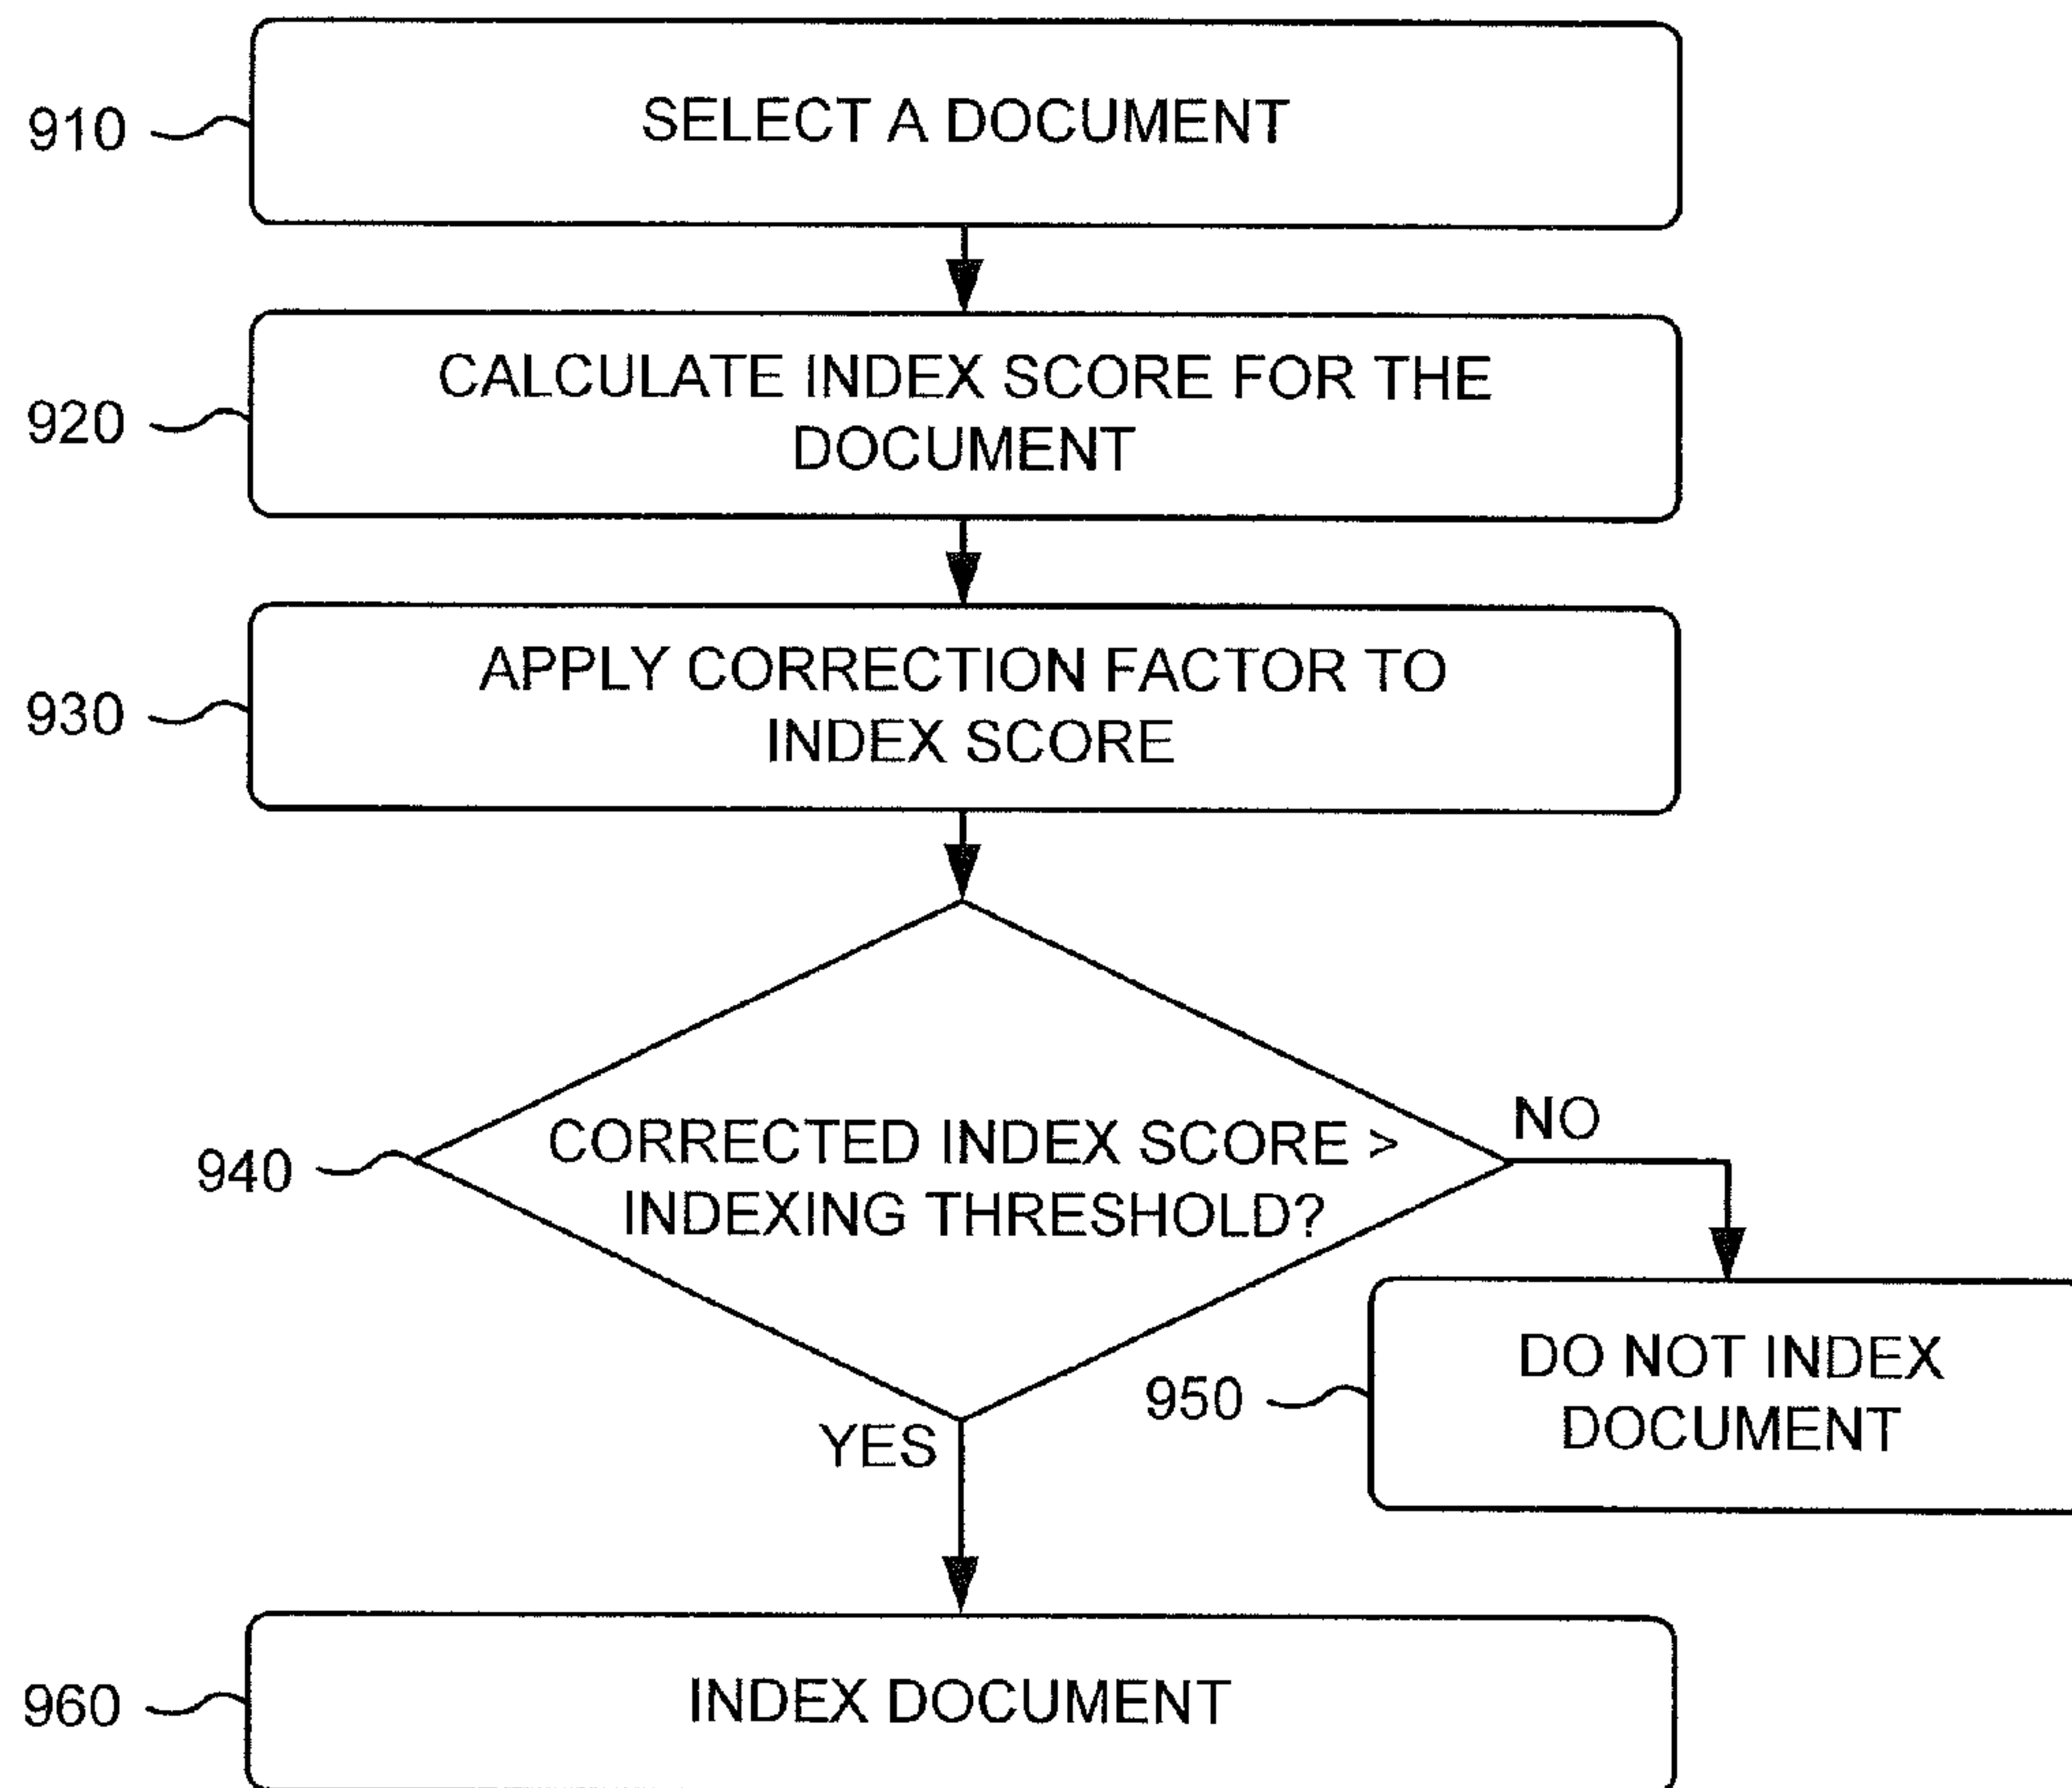 910
SELECT A DOCUMENT
920
CALCULATE INDEX SCORE FOR THE
DOCUMENT
930
APPLY CORRECTION FACTOR TO
INDEX SCORE
940
CORRECTED INDEX SCORE >
INDEXING THRESHOLD?
NO
YES
950
DO NOT INDEX
DOCUMENT
960
INDEX DOCUMENT